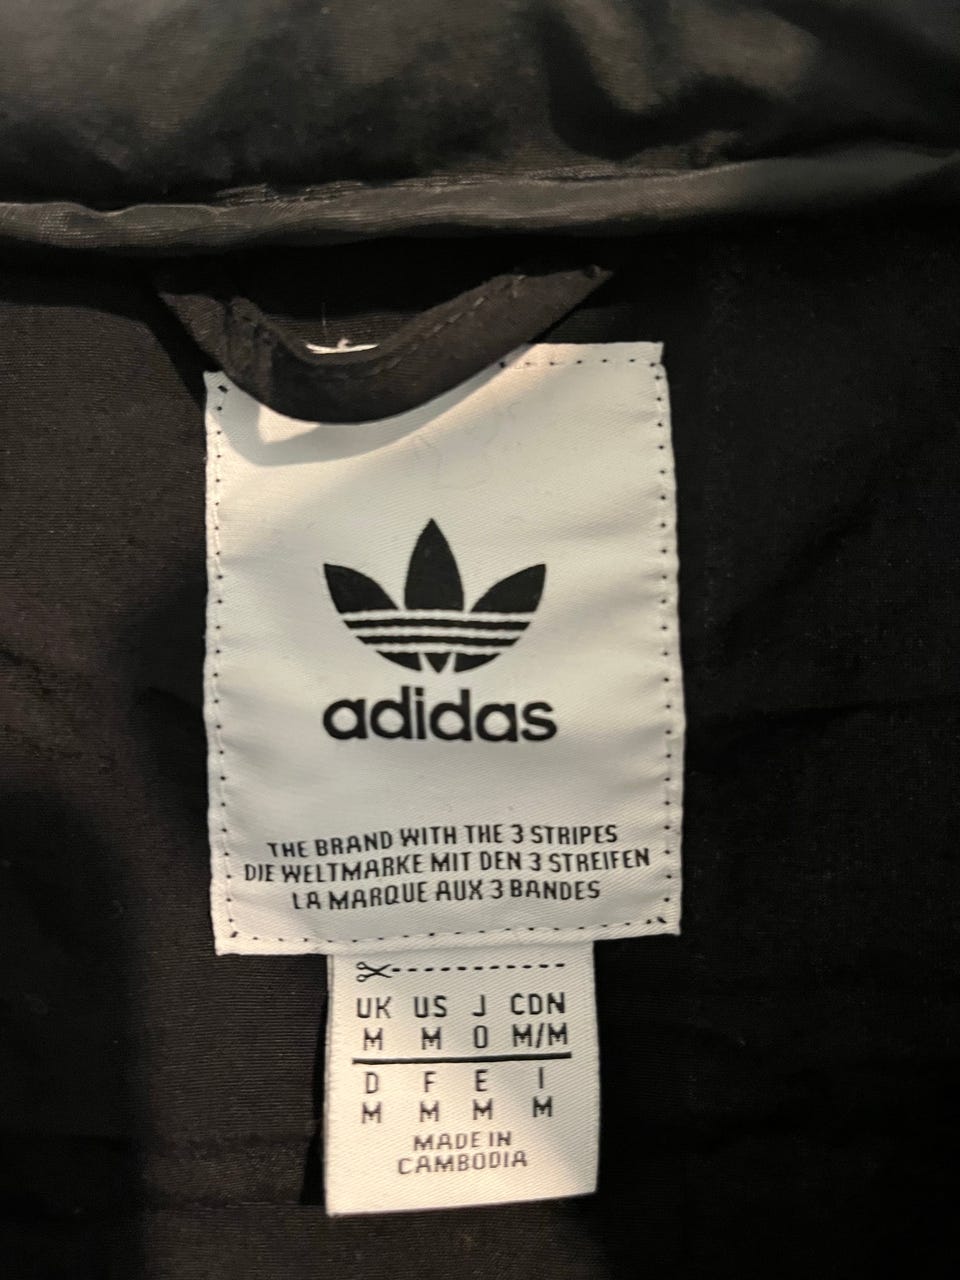 adidas
THE BRAND WITH THE 3 STRIPES
DIE WELTMARKE MIT DEN 3 STREIFEN
LA MARQUE AUX 3 BANDES
UK US J CDN
M M O M/M
D F E I
M M M M
MADE IN
CAMBODIA